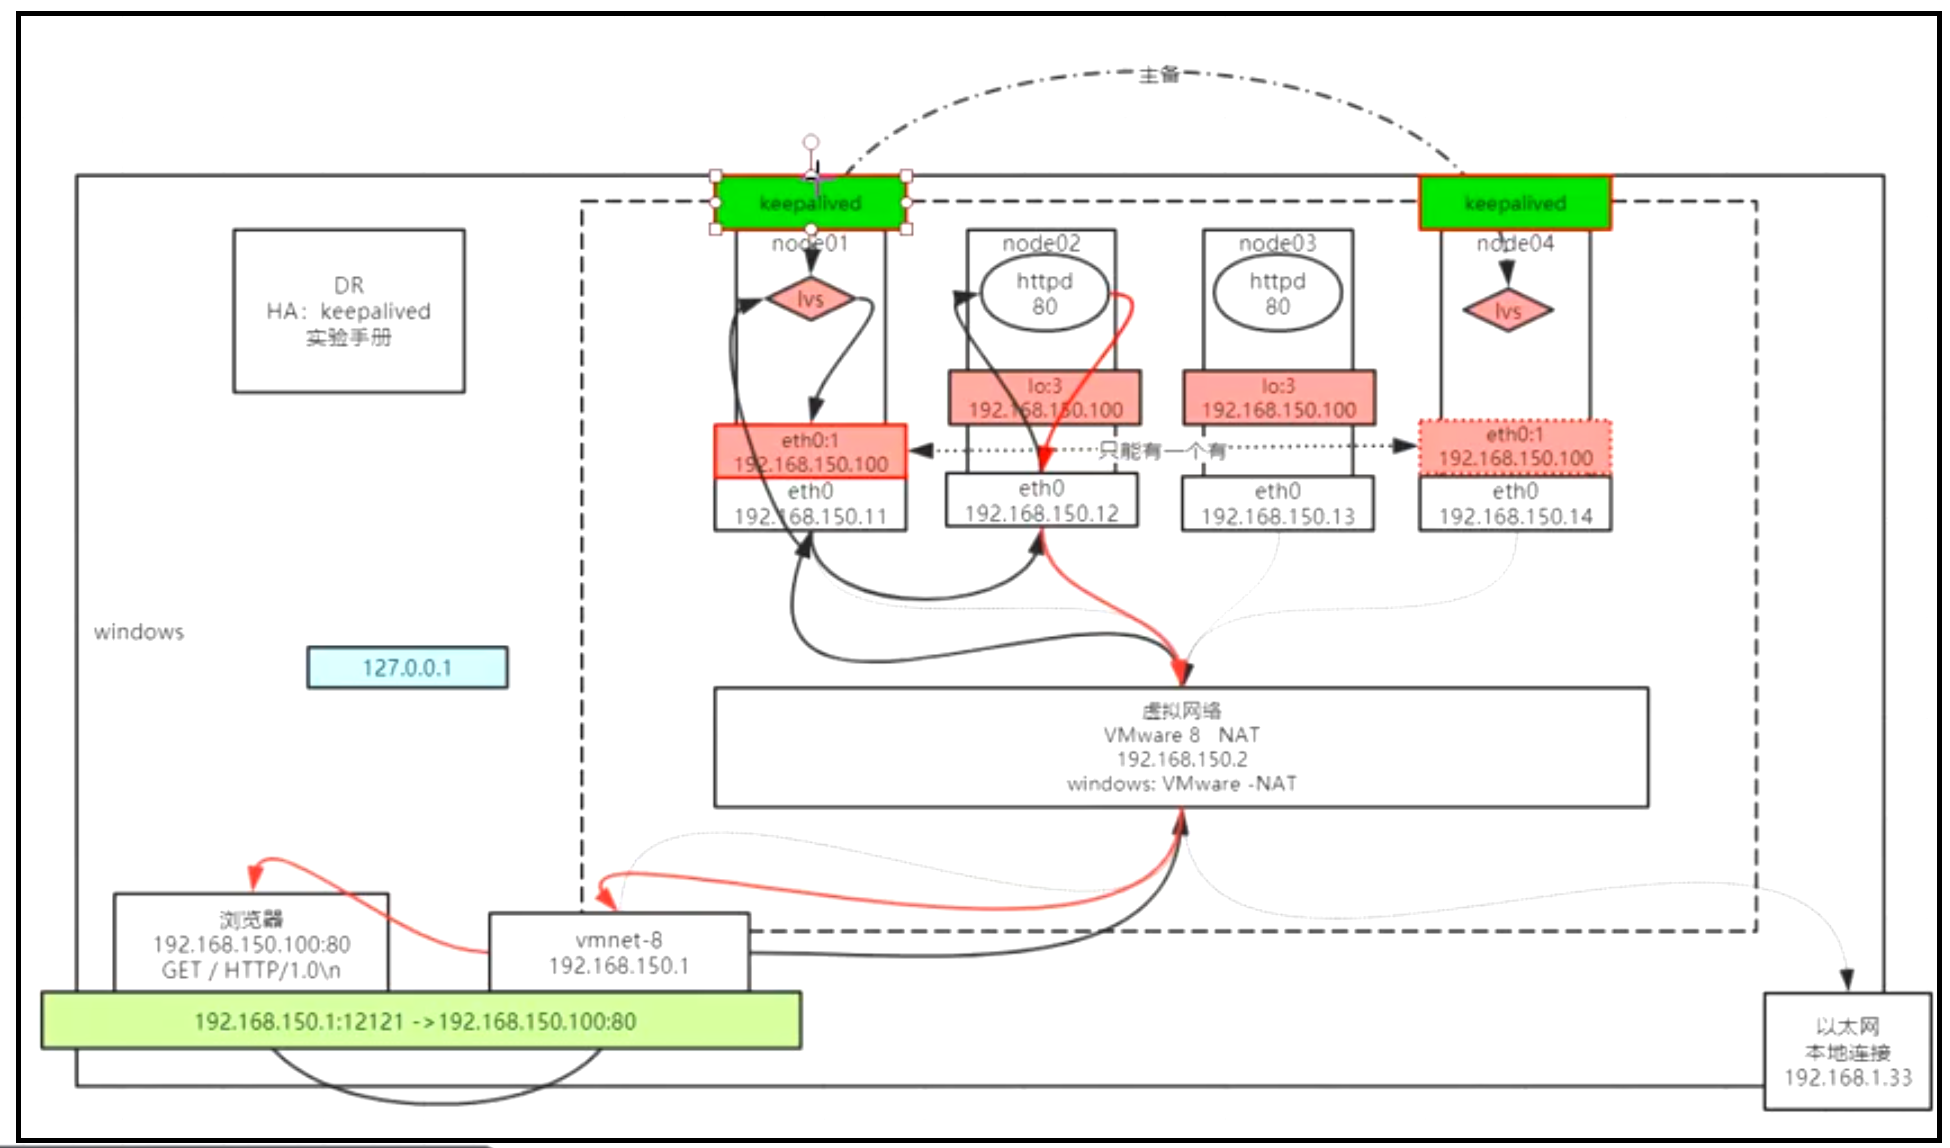 主备
keepalived
keepalived
node01
node02
node03
node04
DR
HA：keepalived
实验手册
lvs
httpd
80
httpd
80
lvs
lo:3
192.168.150.100
lo:3
192.168.150.100
eth0:1
192.168.150.100
只能有一个有
eth0:1
192.168.150.100
eth0
192.168.150.11
eth0
192.168.150.12
eth0
192.168.150.13
eth0
192.168.150.14
windows
127.0.0.1
虚拟网络
VMware 8 NAT
192.168.150.2
windows: VMware -NAT
浏览器
192.168.150.100:80
GET / HTTP/1.0\n
vmnet-8
192.168.150.1
192.168.150.1:12121 ->192.168.150.100:80
以太网
本地连接
192.168.1.33